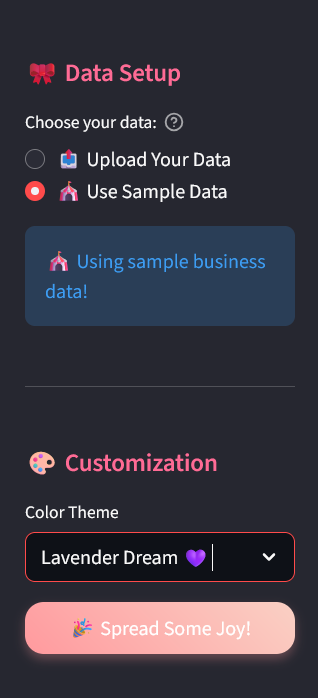 🎀 Data Setup
Choose your data:
📤 Upload Your Data
🎪 Use Sample Data
🎪 Using sample business
data!
🎨 Customization
Color Theme
Lavender Dream 💜
🎉 Spread Some Joy!